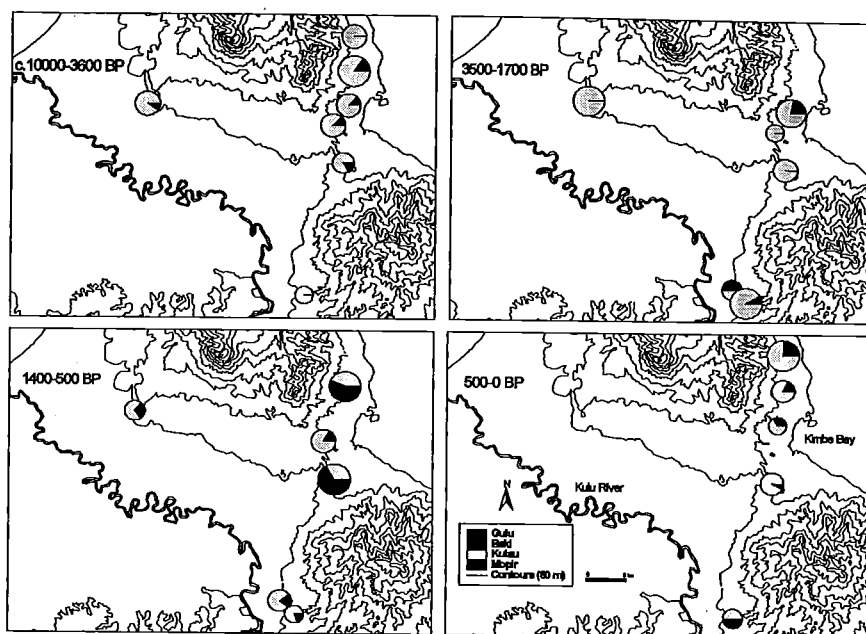 c.10000-3600 BP
3500-1700 BP
1400-500 BP
500-0 BP
Kimbe Bay
Kulu River
N
Gulu
Baki
Kutau
Mopir
Contours (60 m)